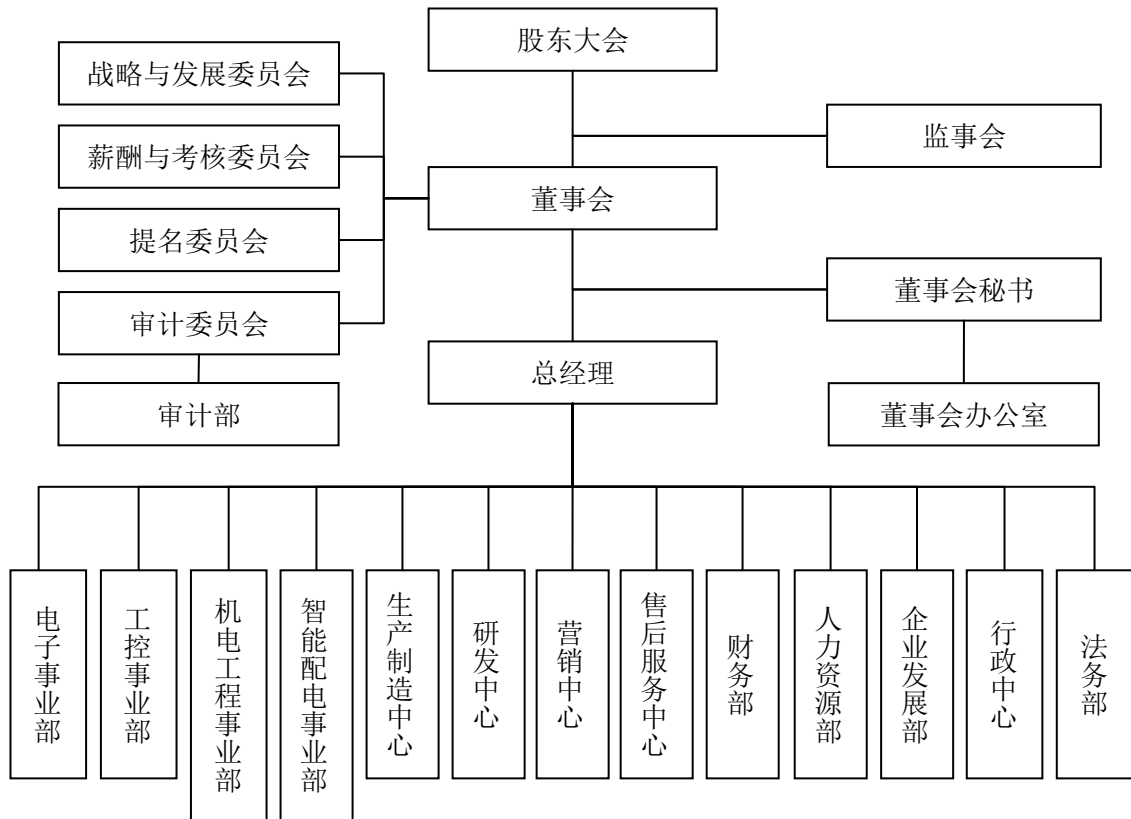 股东大会
战略与发展委员会
监事会
薪酬与考核委员会
董事会
提名委员会
董事会秘书
审计委员会
总经理
审计部
董事会办公室
电子事业部
工控事业部
机电工程事业部
智能配电事业部
生产制造中心
研发中心
营销中心
售后服务中心
财务部
人力资源部
企业发展部
行政中心
法务部